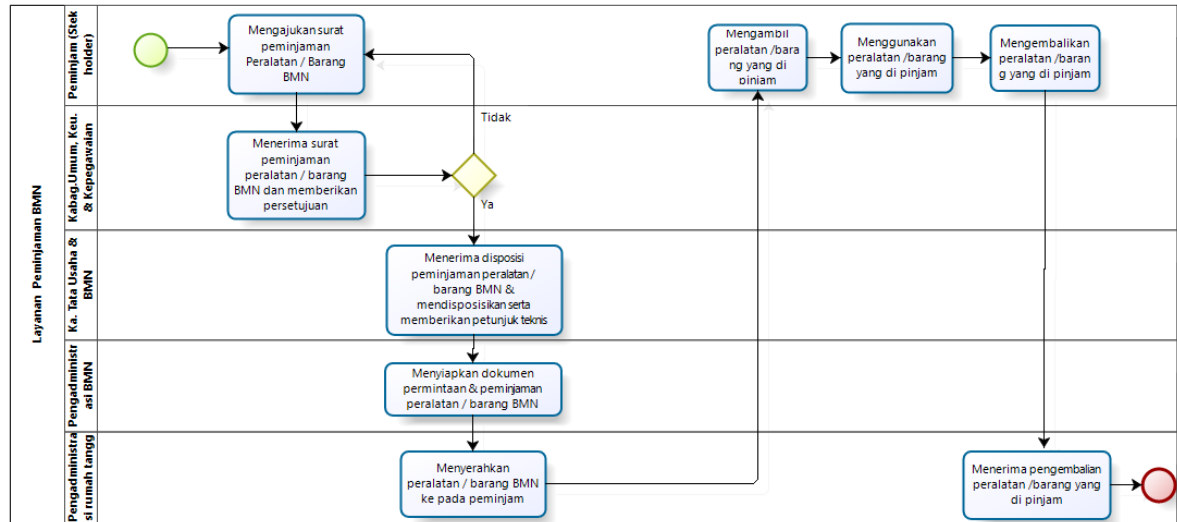 Layanan Peminjaman BMN
Peminjam (Stek
holder)
Mengajukan surat
peminjaman
Peralatan / Barang
BMN
Mengambil
peralatan /bara
ng yang di
pinjam
Menggunakan
peralatan /barang
yang di pinjam
Mengembalikan
peralatan /baran
g yang di pinjam
Kabag.Umum, Keu.
& Kepegawaian
Menerima surat
peminjaman
peralatan / barang
BMN dan memberikan
persetujuan
Tidak
Ya
Ka. Tata Usaha &
BMN
Menerima disposisi
peminjaman peralatan /
barang BMN &
mendisposisikan serta
memberikan petunjuk teknis
Pengadministr
asi BMN
Menyiapkan dokumen
permintaan & peminjaman
peralatan / barang BMN
Pengadministra
si rumah tangg
Menyerahkan
peralatan / barang BMN
ke pada peminjam
Menerima pengembalian
peralatan /barang yang
di pinjam